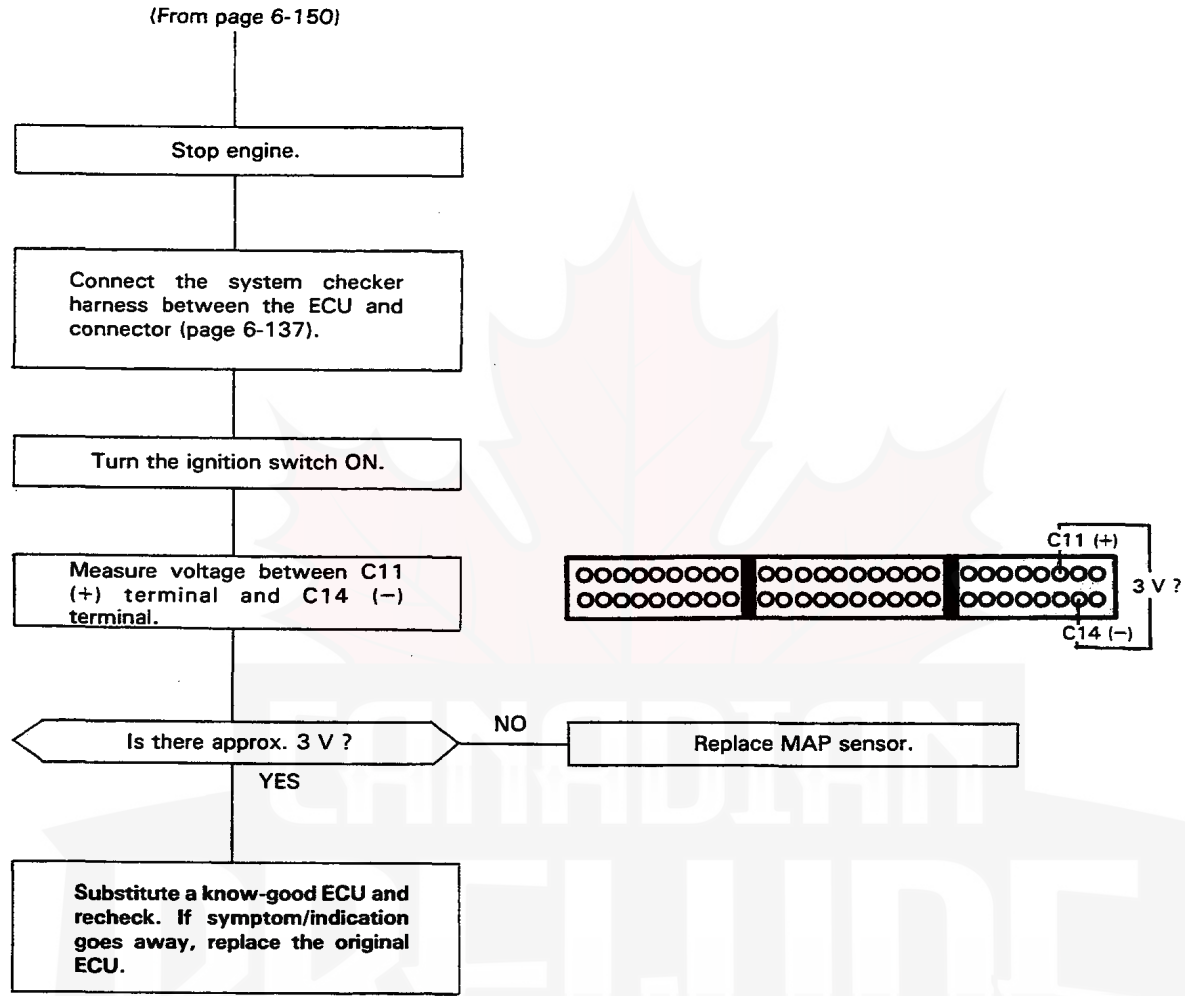 (From page 6-150)
Stop engine.
Connect the system checker
harness between the ECU and
connector (page 6-137).
Turn the ignition switch ON.
Measure voltage between C11
(+) terminal and C14 (−)
terminal.
C11 (+)
3 V ?
C14 (−)
Is there approx. 3 V ?
NO
Replace MAP sensor.
YES
Substitute a know-good ECU and
recheck. If symptom/indication
goes away, replace the original
ECU.
CANADIAN
PRELUDE